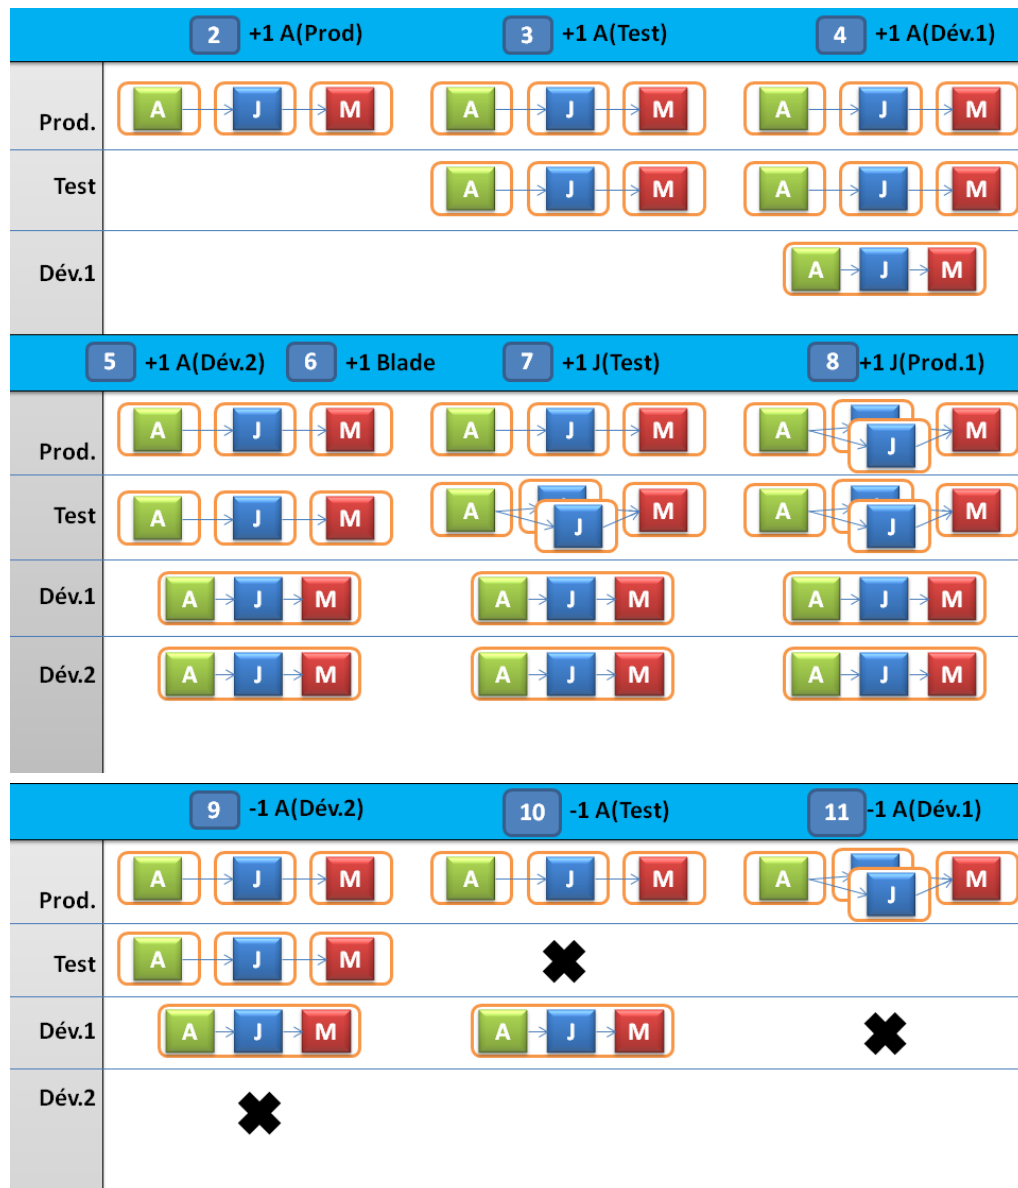 2 +1 A(Prod) 3 +1 A(Test) 4 +1 A(Dév.1)
Prod. A J M A J M A J M
Test A J M A J M
Dév.1 A J M
5 +1 A(Dév.2) 6 +1 Blade 7 +1 J(Test) 8 +1 J(Prod.1)
Prod. A J M A J M A J M
Test A J M A J M A J M
Dév.1 A J M A J M A J M
Dév.2 A J M A J M A J M
9 -1 A(Dév.2) 10 -1 A(Test) 11 -1 A(Dév.1)
Prod. A J M A J M A J M
Test A J M
Dév.1 A J M A J M
Dév.2